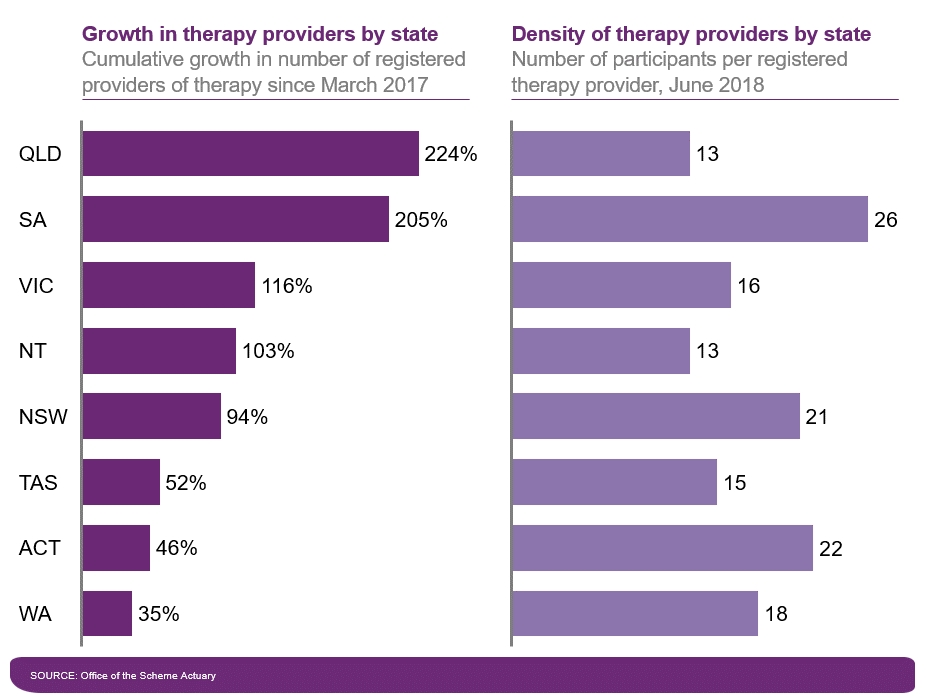 Growth in therapy providers by state
Cumulative growth in number of registered
providers of therapy since March 2017
Density of therapy providers by state
Number of participants per registered
therapy provider, June 2018
QLD 224% 13
SA 205% 26
VIC 116% 16
NT 103% 13
NSW 94% 21
TAS 52% 15
ACT 46% 22
WA 35% 18
SOURCE: Office of the Scheme Actuary